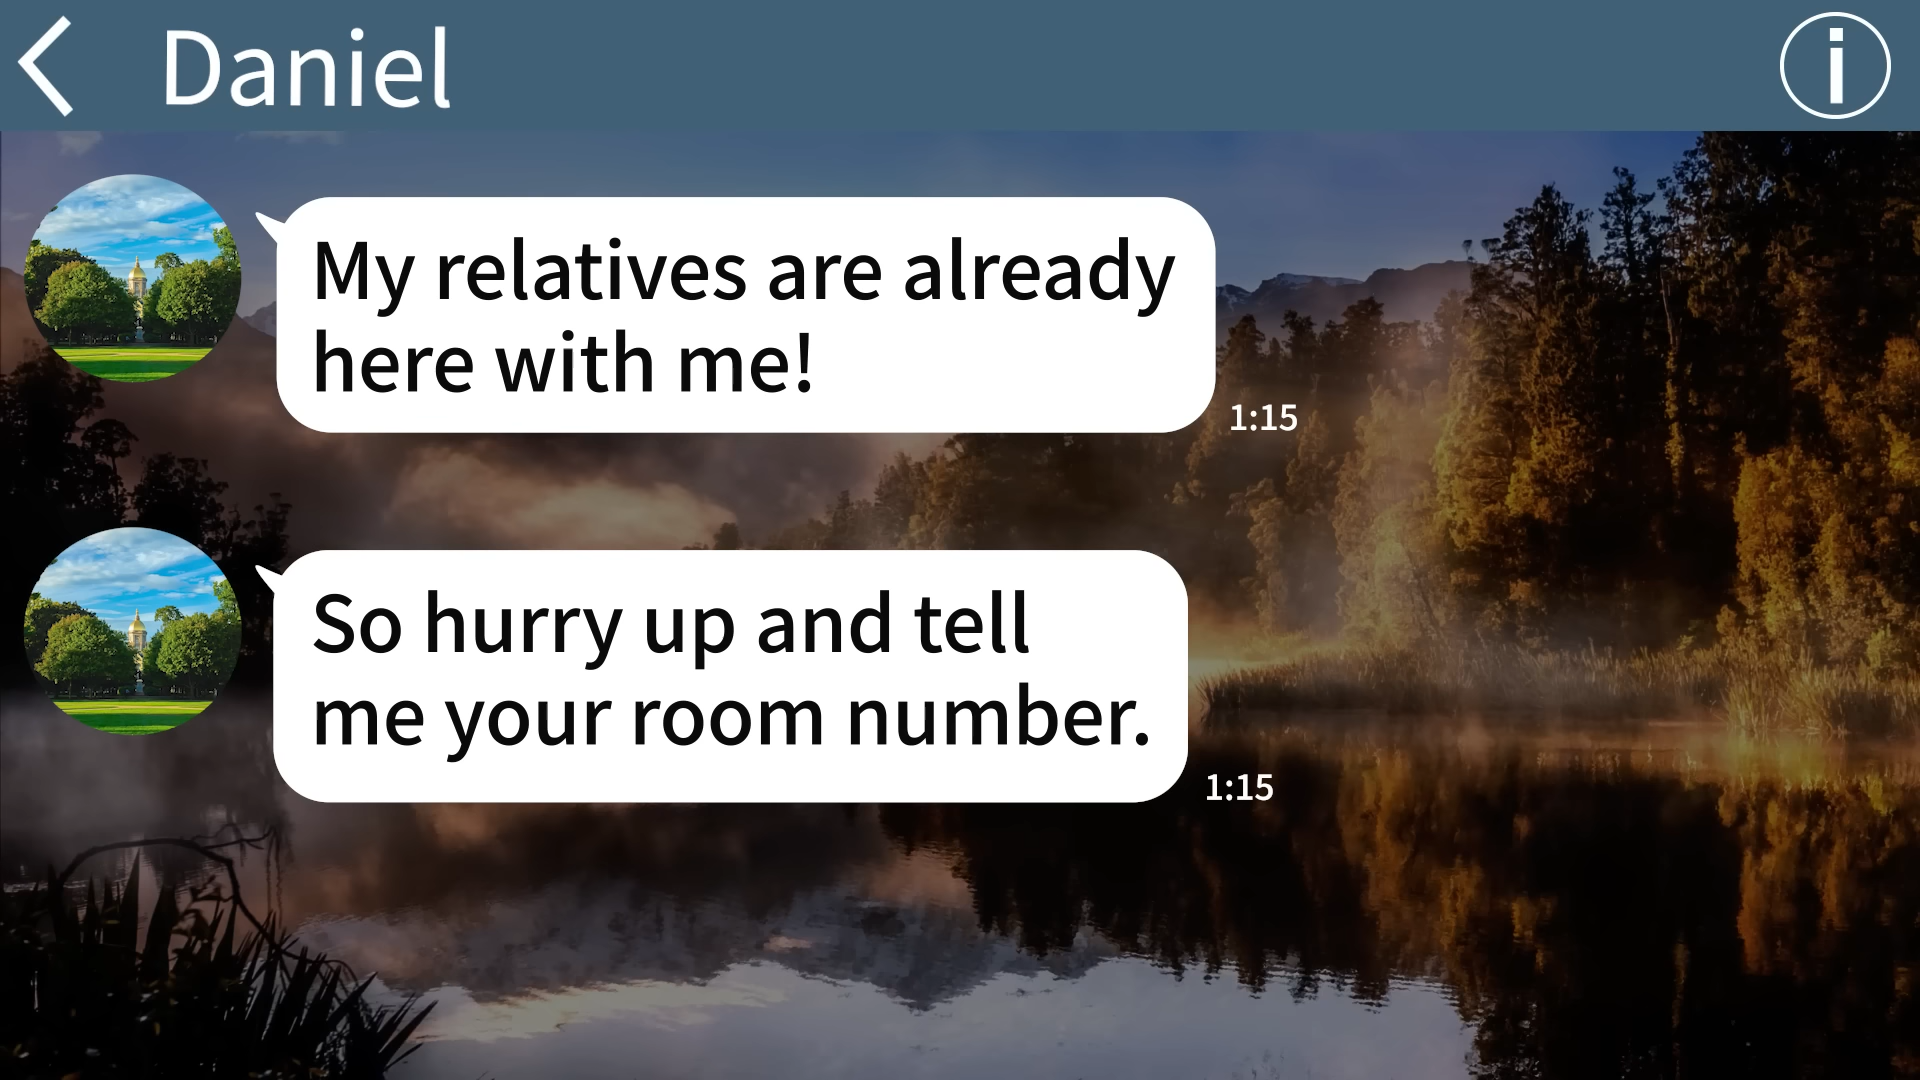 Daniel
My relatives are already
here with me!
1:15
So hurry up and tell
me your room number.
1:15